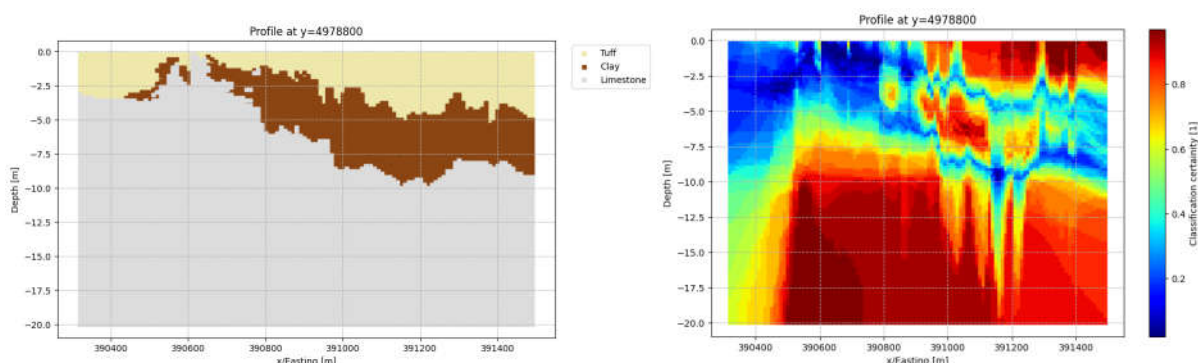 Profile at y=4978800
0.0
−2.5
−5.0
−7.5
−10.0
−12.5
−15.0
−17.5
−20.0
Depth [m]
390400 390600 390800 391000 391200 391400
x/Easting [m]
Tuff
Clay
Limestone
Profile at y=4978800
0.0
−2.5
−5.0
−7.5
−10.0
−12.5
−15.0
−17.5
−20.0
Depth [m]
390400 390600 390800 391000 391200 391400
x/Easting [m]
0.8
0.6
0.4
0.2
Classification certainity [1]